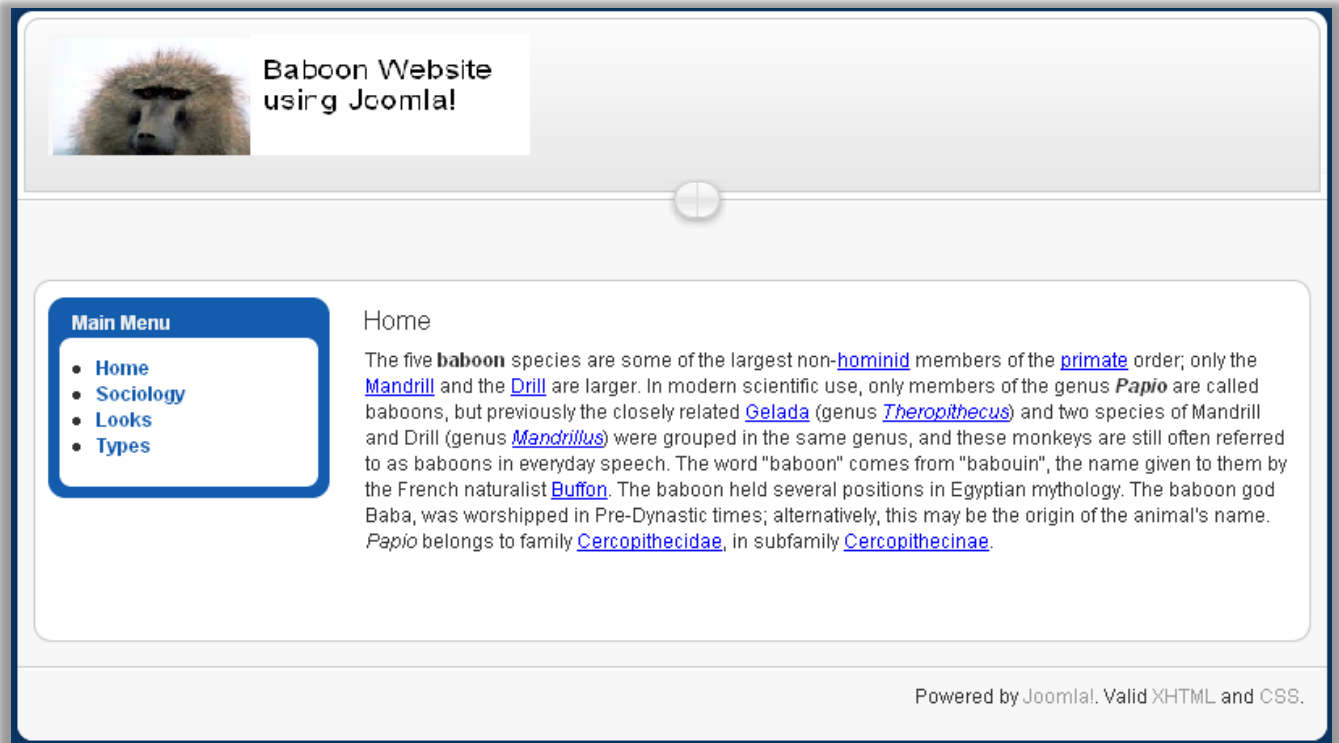 Baboon Website
using Joomla!
Main Menu
Home
Sociology
Looks
Types
Home
The five baboon species are some of the largest non-hominid members of the primate order; only the
Mandrill and the Drill are larger. In modern scientific use, only members of the genus Papio are called
baboons, but previously the closely related Gelada (genus Theropithecus) and two species of Mandrill
and Drill (genus Mandrillus) were grouped in the same genus, and these monkeys are still often referred
to as baboons in everyday speech. The word "baboon" comes from "babouin", the name given to them by
the French naturalist Buffon. The baboon held several positions in Egyptian mythology. The baboon god
Baba, was worshipped in Pre-Dynastic times; alternatively, this may be the origin of the animal's name.
Papio belongs to family Cercopithecidae, in subfamily Cercopithecinae.
Powered by Joomla!. Valid XHTML and CSS.